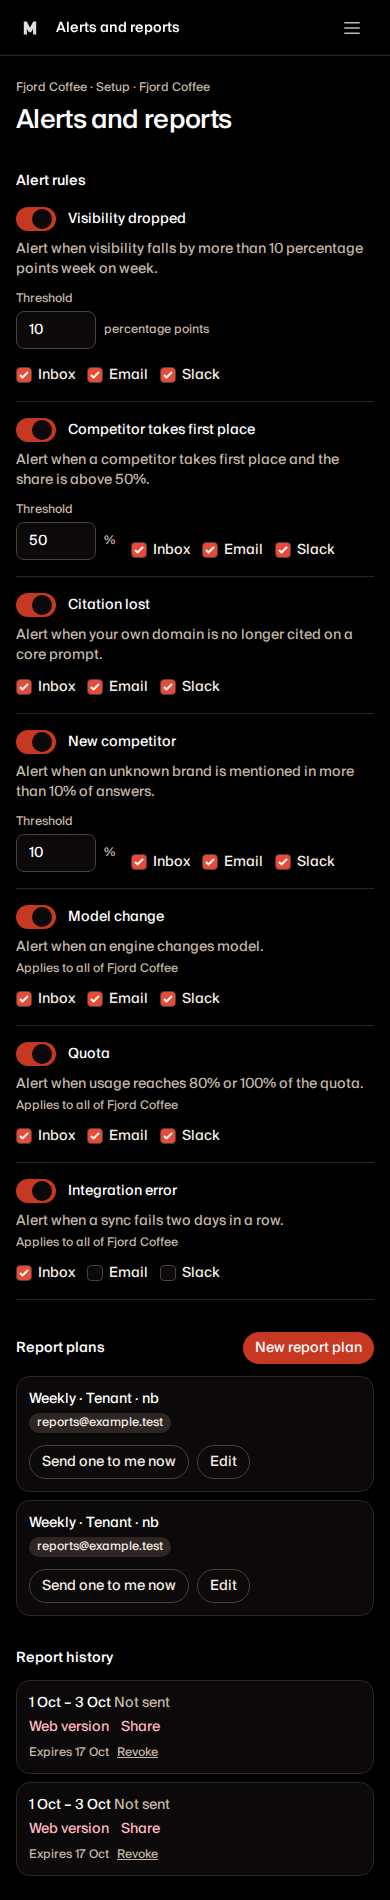 M Alerts and reports
Fjord Coffee · Setup · Fjord Coffee
Alerts and reports
Alert rules
Visibility dropped
Alert when visibility falls by more than 10 percentage
points week on week.
Threshold
10 percentage points
Inbox Email Slack
Competitor takes first place
Alert when a competitor takes first place and the
share is above 50%.
Threshold
50 % Inbox Email Slack
Citation lost
Alert when your own domain is no longer cited on a
core prompt.
Inbox Email Slack
New competitor
Alert when an unknown brand is mentioned in more
than 10% of answers.
Threshold
10 % Inbox Email Slack
Model change
Alert when an engine changes model.
Applies to all of Fjord Coffee
Inbox Email Slack
Quota
Alert when usage reaches 80% or 100% of the quota.
Applies to all of Fjord Coffee
Inbox Email Slack
Integration error
Alert when a sync fails two days in a row.
Applies to all of Fjord Coffee
Inbox Email Slack
Report plans New report plan
Weekly · Tenant · nb
reports@example.test
Send one to me now Edit
Weekly · Tenant · nb
reports@example.test
Send one to me now Edit
Report history
1 Oct – 3 Oct Not sent
Web version Share
Expires 17 Oct Revoke
1 Oct – 3 Oct Not sent
Web version Share
Expires 17 Oct Revoke